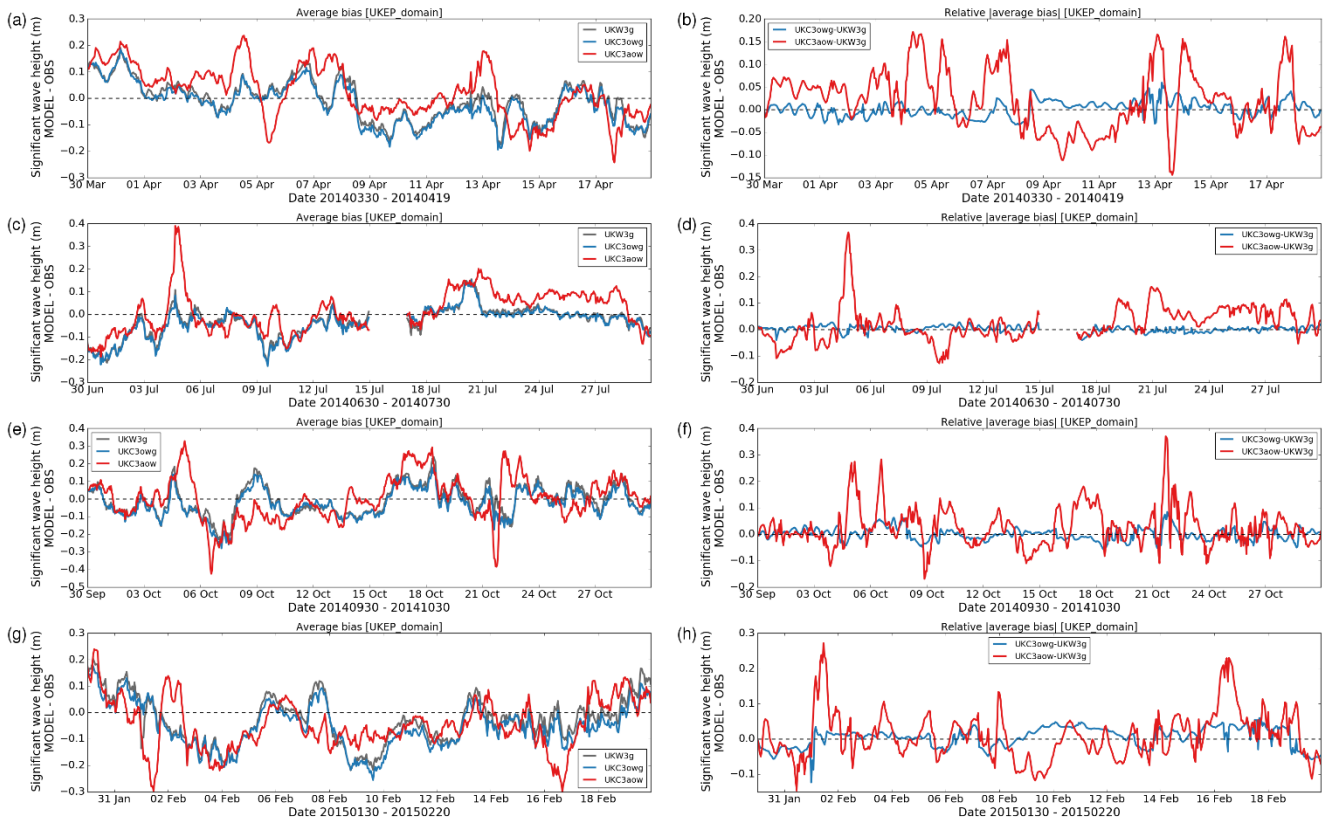 (a)
Average bias [UKEP_domain]
Significant wave height (m)
MODEL - OBS
0.3
0.2
0.1
0.0
−0.1
−0.2
−0.3
UKW3g
UKC3owg
UKC3aow
30 Mar 01 Apr 03 Apr 05 Apr 07 Apr 09 Apr 11 Apr 13 Apr 15 Apr 17 Apr
Date 20140330 - 20140419
(b)
Relative |average bias| [UKEP_domain]
Significant wave height (m)
MODEL - OBS
0.20
0.15
0.10
0.05
0.00
−0.05
−0.10
−0.15
UKC3owg-UKW3g
UKC3aow-UKW3g
30 Mar 01 Apr 03 Apr 05 Apr 07 Apr 09 Apr 11 Apr 13 Apr 15 Apr 17 Apr
Date 20140330 - 20140419
(c)
Average bias [UKEP_domain]
Significant wave height (m)
MODEL - OBS
0.4
0.3
0.2
0.1
0.0
−0.1
−0.2
−0.3
UKW3g
UKC3owg
UKC3aow
30 Jun 03 Jul 06 Jul 09 Jul 12 Jul 15 Jul 18 Jul 21 Jul 24 Jul 27 Jul
Date 20140630 - 20140730
(d)
Relative |average bias| [UKEP_domain]
Significant wave height (m)
MODEL - OBS
0.4
0.3
0.2
0.1
0.0
−0.1
−0.2
UKC3owg-UKW3g
UKC3aow-UKW3g
30 Jun 03 Jul 06 Jul 09 Jul 12 Jul 15 Jul 18 Jul 21 Jul 24 Jul 27 Jul
Date 20140630 - 20140730
(e)
Average bias [UKEP_domain]
Significant wave height (m)
MODEL - OBS
0.4
0.3
0.2
0.1
0.0
−0.1
−0.2
−0.3
−0.4
−0.5
UKW3g
UKC3owg
UKC3aow
30 Sep 03 Oct 06 Oct 09 Oct 12 Oct 15 Oct 18 Oct 21 Oct 24 Oct 27 Oct
Date 20140930 - 20141030
(f)
Relative |average bias| [UKEP_domain]
Significant wave height (m)
MODEL - OBS
0.4
0.3
0.2
0.1
0.0
−0.1
−0.2
UKC3owg-UKW3g
UKC3aow-UKW3g
30 Sep 03 Oct 06 Oct 09 Oct 12 Oct 15 Oct 18 Oct 21 Oct 24 Oct 27 Oct
Date 20140930 - 20141030
(g)
Average bias [UKEP_domain]
Significant wave height (m)
MODEL - OBS
0.3
0.2
0.1
0.0
−0.1
−0.2
−0.3
UKW3g
UKC3owg
UKC3aow
31 Jan 02 Feb 04 Feb 06 Feb 08 Feb 10 Feb 12 Feb 14 Feb 16 Feb 18 Feb
Date 20150130 - 20150220
(h)
Relative |average bias| [UKEP_domain]
Significant wave height (m)
MODEL - OBS
0.3
0.2
0.1
0.0
−0.1
UKC3owg-UKW3g
UKC3aow-UKW3g
31 Jan 02 Feb 04 Feb 06 Feb 08 Feb 10 Feb 12 Feb 14 Feb 16 Feb 18 Feb
Date 20150130 - 20150220